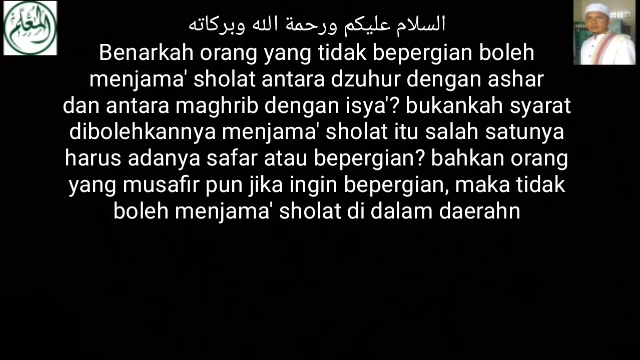 السلام عليكم ورحمة الله وبركاته
Benarkah orang yang tidak bepergian boleh
menjama' sholat antara dzuhur dengan ashar
dan antara maghrib dengan isya'? bukankah syarat
dibolehkannya menjama' sholat itu salah satunya
harus adanya safar atau bepergian? bahkan orang
yang musafir pun jika ingin bepergian, maka tidak
boleh menjama' sholat di dalam daerahn